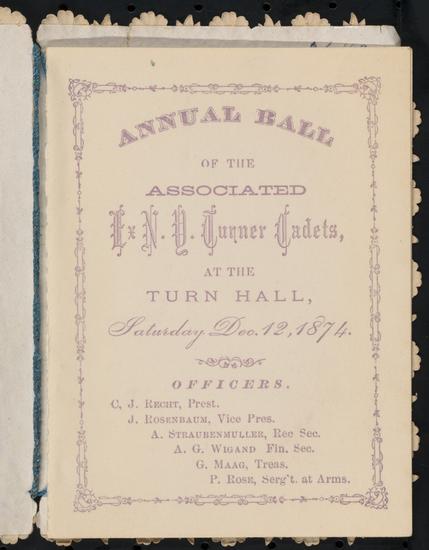 ANNUAL BALL
OF THE
ASSOCIATED
Ex N. Y. Turner Cadets,
AT THE
TURN HALL,
Saturday Dec. 12, 1874.
OFFICERS.
C, J. RECHT, Prest.
J. ROSENBAUM, Vice Pres.
A. STRAUBENMULLER, Rec Sec.
A. G. WIGAND Fin. Sec.
G. MAAG, Treas.
P. ROSE, Serg't. at Arms.